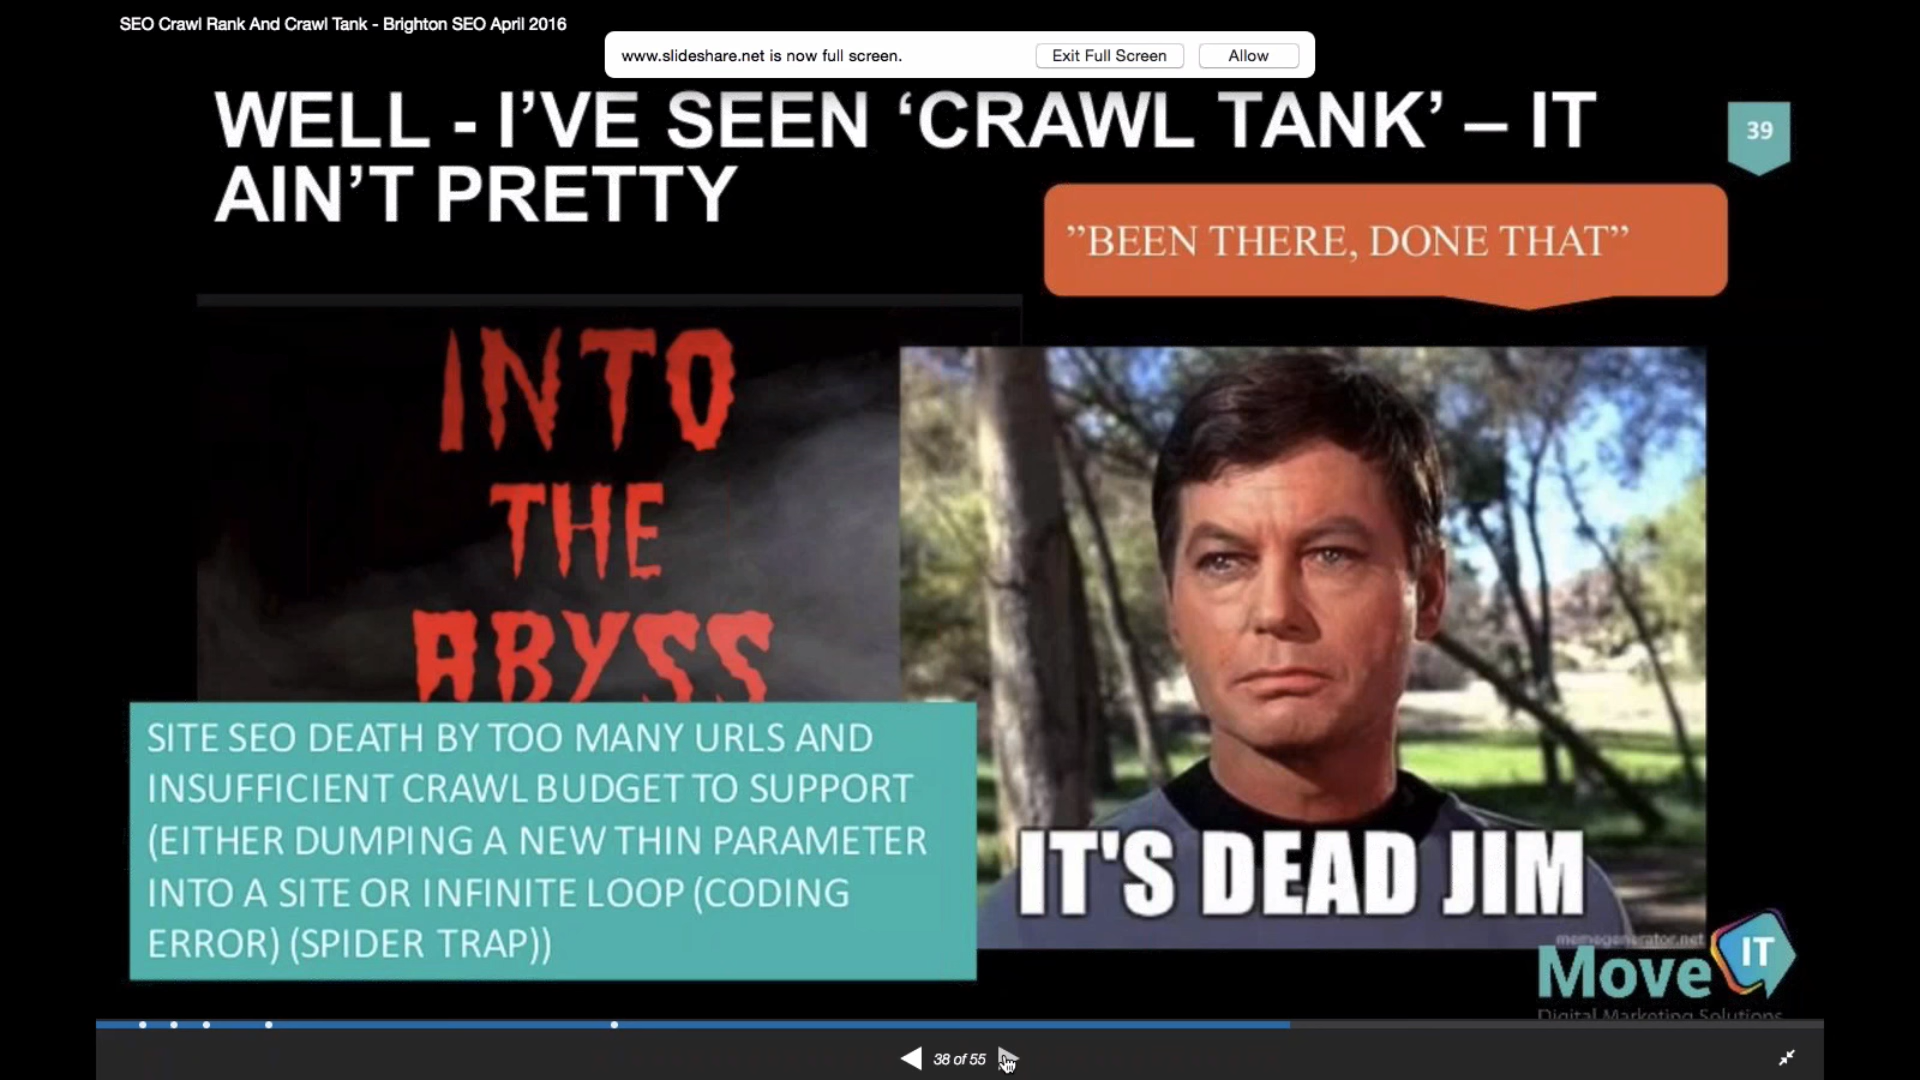 SEO Crawl Rank And Crawl Tank - Brighton SEO April 2016
www.slideshare.net is now full screen.
Exit Full Screen
Allow
WELL - I’VE SEEN ‘CRAWL TANK’ – IT
AIN’T PRETTY
39
”BEEN THERE, DONE THAT”
INTO
THE
ABYSS
SITE SEO DEATH BY TOO MANY URLS AND
INSUFFICIENT CRAWL BUDGET TO SUPPORT
(EITHER DUMPING A NEW THIN PARAMETER
INTO A SITE OR INFINITE LOOP (CODING
ERROR) (SPIDER TRAP))
IT'S DEAD JIM
memegenerator.net
Move IT
Digital Marketing Solutions
38 of 55